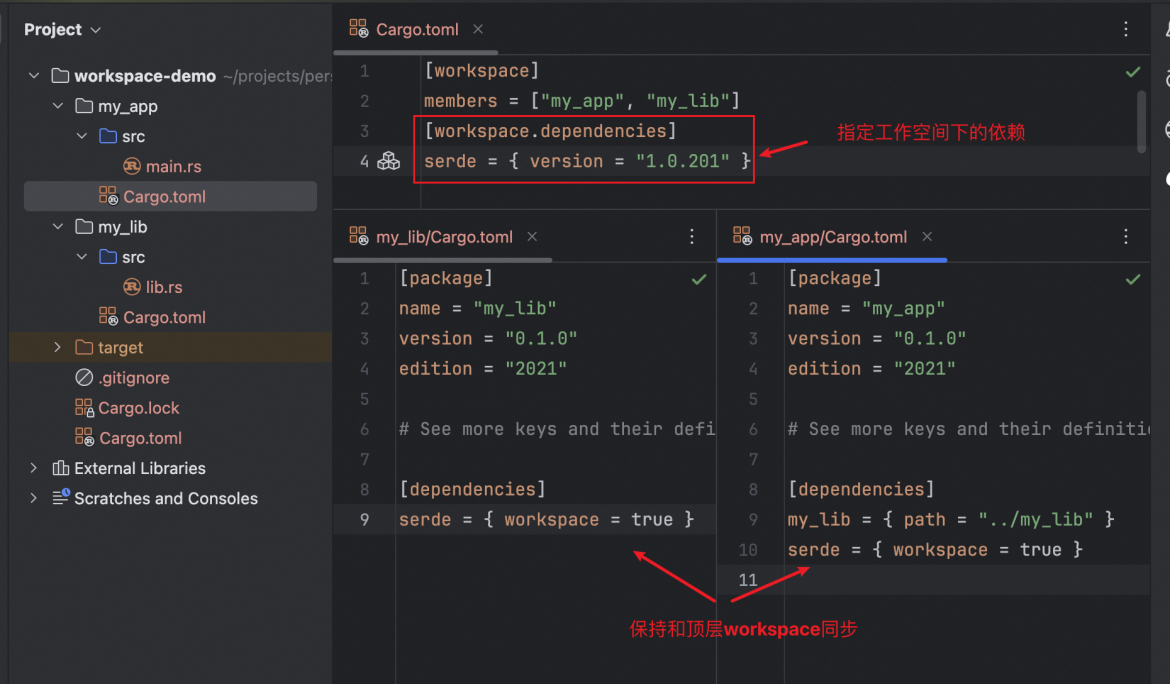 Project
workspace-demo ~/projects/per
my_app
src
main.rs
Cargo.toml
my_lib
src
lib.rs
Cargo.toml
target
.gitignore
Cargo.lock
Cargo.toml
External Libraries
Scratches and Consoles
Cargo.toml
1 [workspace]
2 members = ["my_app", "my_lib"]
3 [workspace.dependencies]
4 serde = { version = "1.0.201" }
指定工作空间下的依赖
my_lib/Cargo.toml
1 [package]
2 name = "my_lib"
3 version = "0.1.0"
4 edition = "2021"
5
6 # See more keys and their defi
7
8 [dependencies]
9 serde = { workspace = true }
my_app/Cargo.toml
1 [package]
2 name = "my_app"
3 version = "0.1.0"
4 edition = "2021"
5
6 # See more keys and their definitio
7
8 [dependencies]
9 my_lib = { path = "../my_lib" }
10 serde = { workspace = true }
11
保持和顶层workspace同步